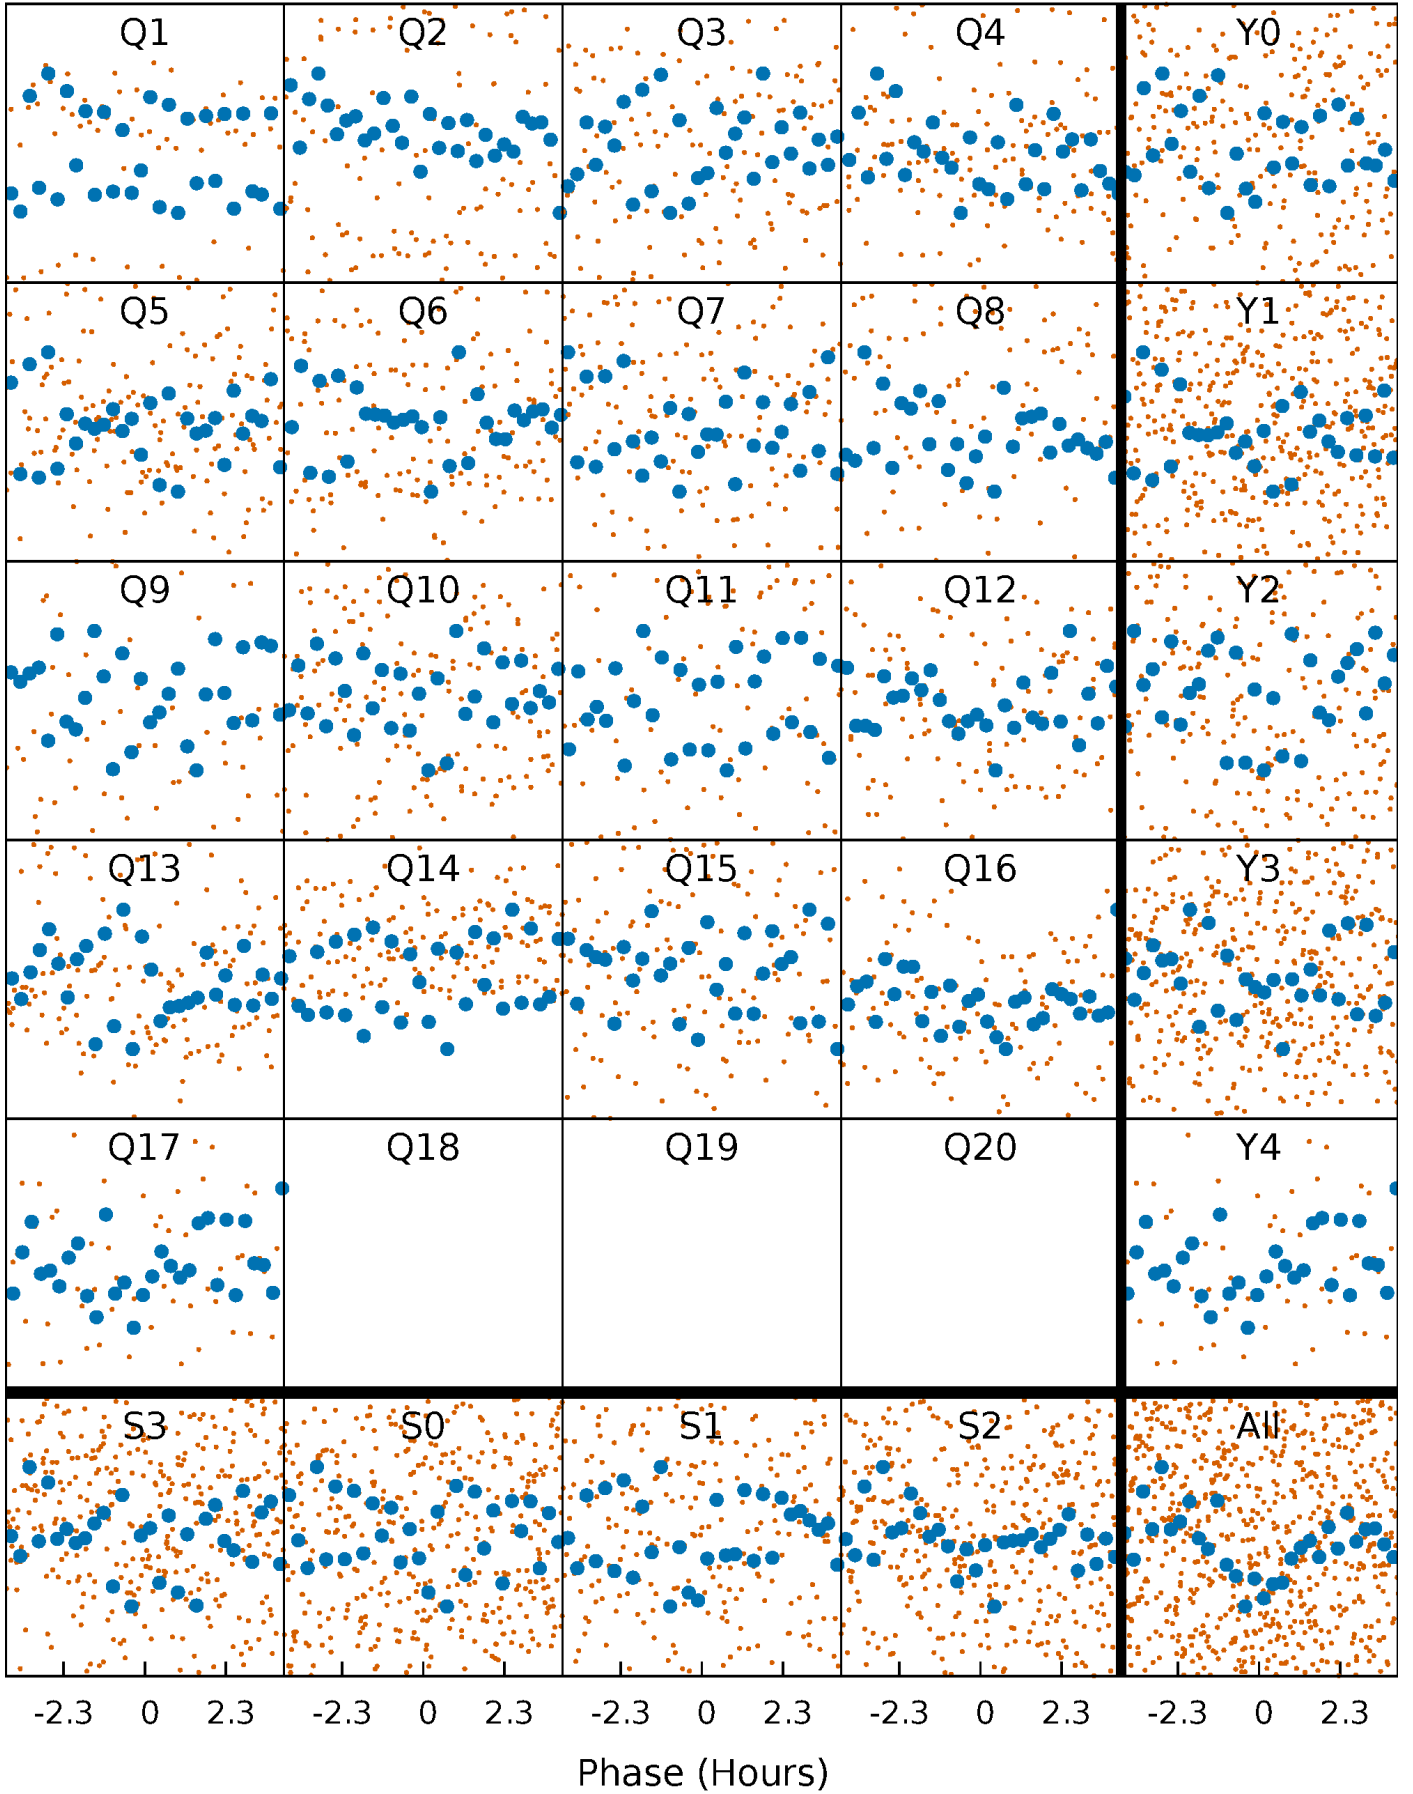 Q1 Q2 Q3 Q4 Y0
Q5 Q6 Q7 Q8 Y1
Q9 Q10 Q11 Q12 Y2
Q13 Q14 Q15 Q16 Y3
Q17 Q18 Q19 Q20 Y4
S3 S0 S1 S2 All
-2.3 0 2.3 -2.3 0 2.3 -2.3 0 2.3 -2.3 0 2.3 -2.3 0 2.3
Phase (Hours)